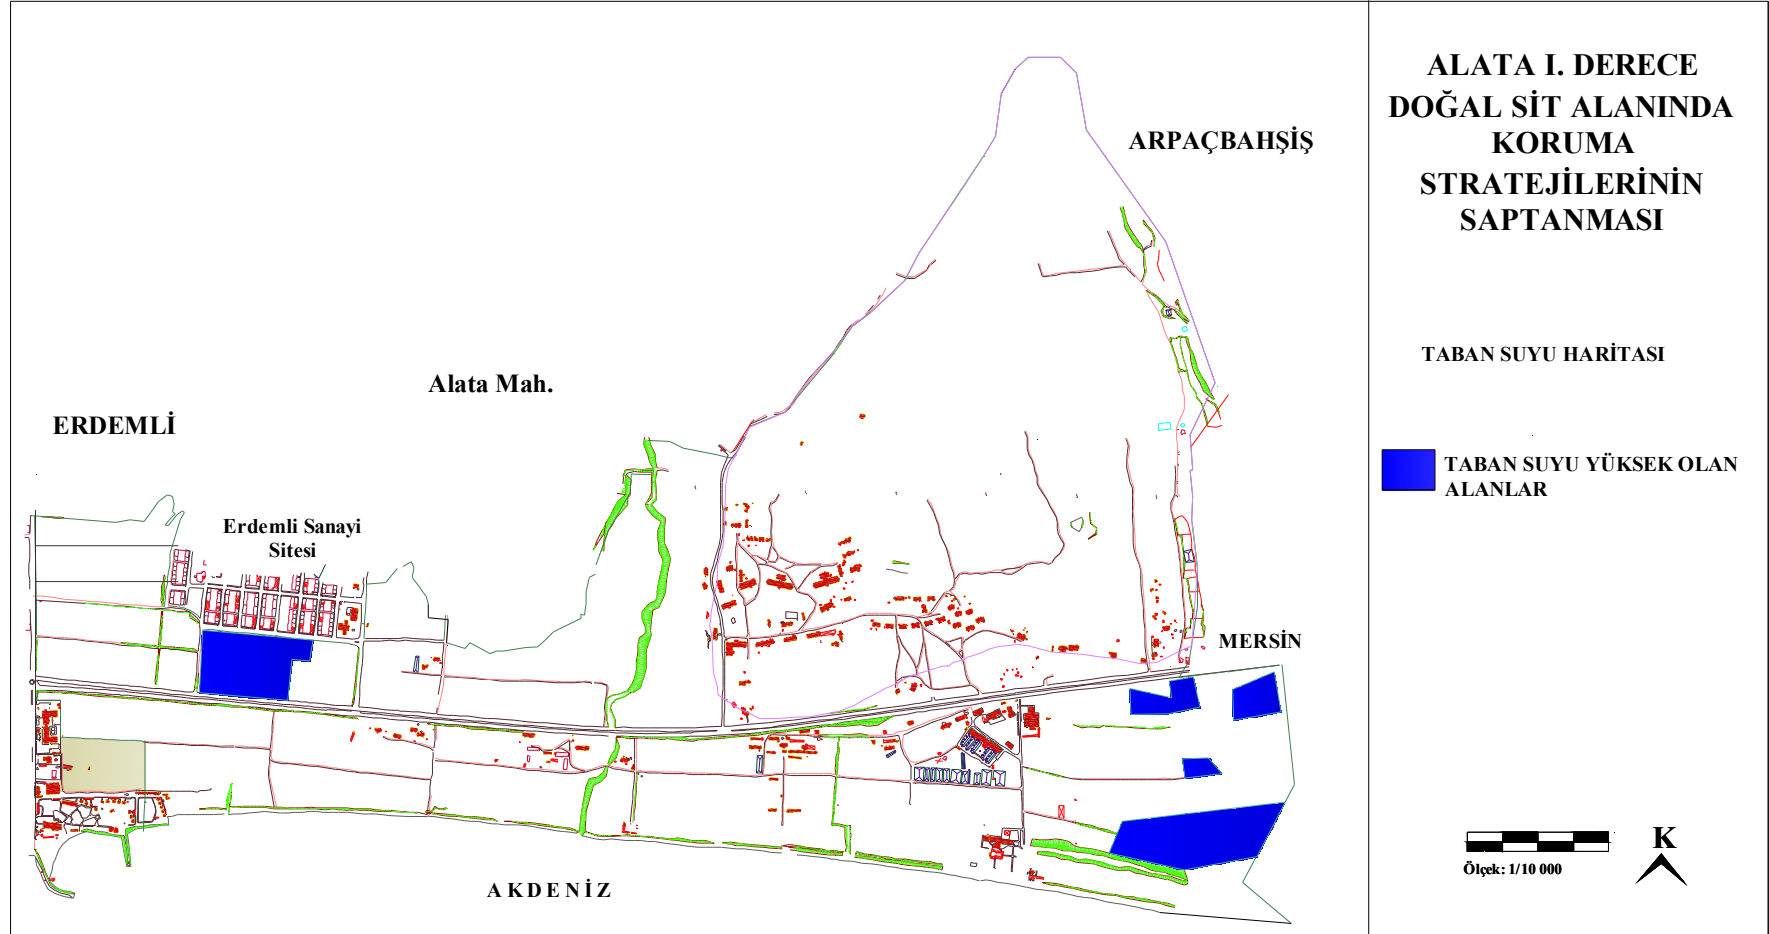 ALATA I. DERECE
DOĞAL SİT ALANINDA
KORUMA
STRATEJİLERİNİN
SAPTANMASI
ARPAÇBAHŞİŞ
TABAN SUYU HARİTASI
Alata Mah.
ERDEMLİ
TABAN SUYU YÜKSEK OLAN
ALANLAR
Erdemli Sanayi
Sitesi
MERSİN
K
Ölçek: 1/10 000
AKDENİZ